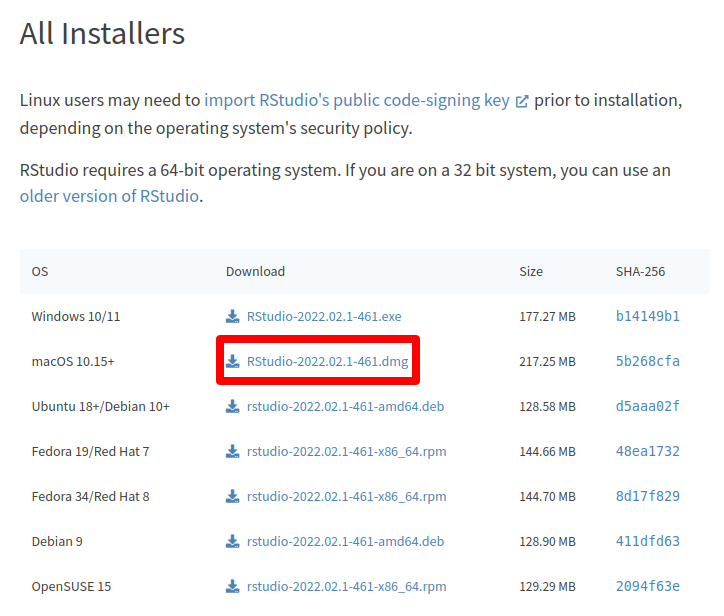 All Installers
Linux users may need to import RStudio's public code-signing key prior to installation,
depending on the operating system's security policy.
RStudio requires a 64-bit operating system. If you are on a 32 bit system, you can use an
older version of RStudio.
OS Download Size SHA-256
Windows 10/11 RStudio-2022.02.1-461.exe 177.27 MB b14149b1
macOS 10.15+ RStudio-2022.02.1-461.dmg 217.25 MB 5b268cfa
Ubuntu 18+/Debian 10+ rstudio-2022.02.1-461-amd64.deb 128.58 MB d5aaa02f
Fedora 19/Red Hat 7 rstudio-2022.02.1-461-x86_64.rpm 144.66 MB 48ea1732
Fedora 34/Red Hat 8 rstudio-2022.02.1-461-x86_64.rpm 144.70 MB 8d17f829
Debian 9 rstudio-2022.02.1-461-amd64.deb 128.90 MB 411dfd63
OpenSUSE 15 rstudio-2022.02.1-461-x86_64.rpm 129.29 MB 2094f63e